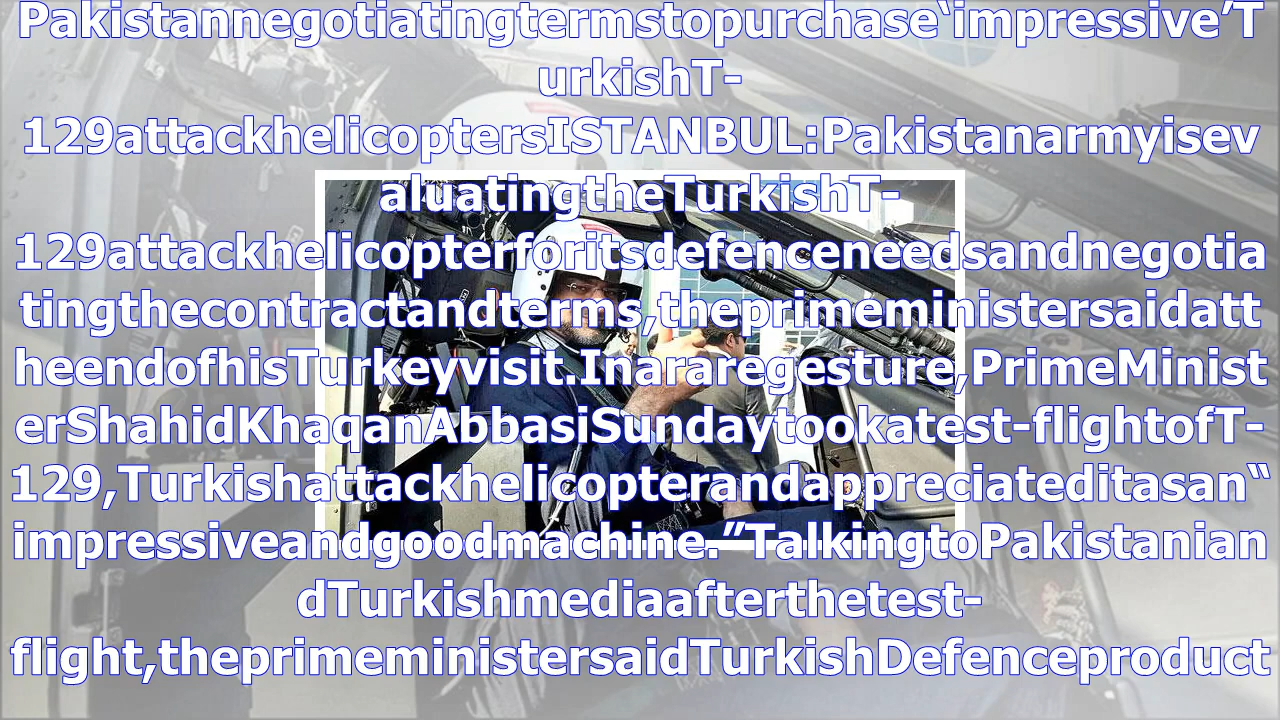 Pakistannegotiatingtermstopurchase‘impressive’T
urkishT-
129attackhelicoptersISTANBUL:Pakistanarmyisev
aluatingtheTurkishT-
129attackhelicopterforitsdefenceneedsandnegotia
tingthecontractandterms,theprimeministersaidatt
heendofhisTurkeyvisit.Inararegesture,PrimeMinist
erShahidKhaqanAbbasiSundaytookatest-flightofT-
129,Turkishattackhelicopterandappreciateditasan“
impressiveandgoodmachine.”TalkingtoPakistanian
dTurkishmediaafterthetest-
flight,theprimeministersaidTurkishDefenceproduct